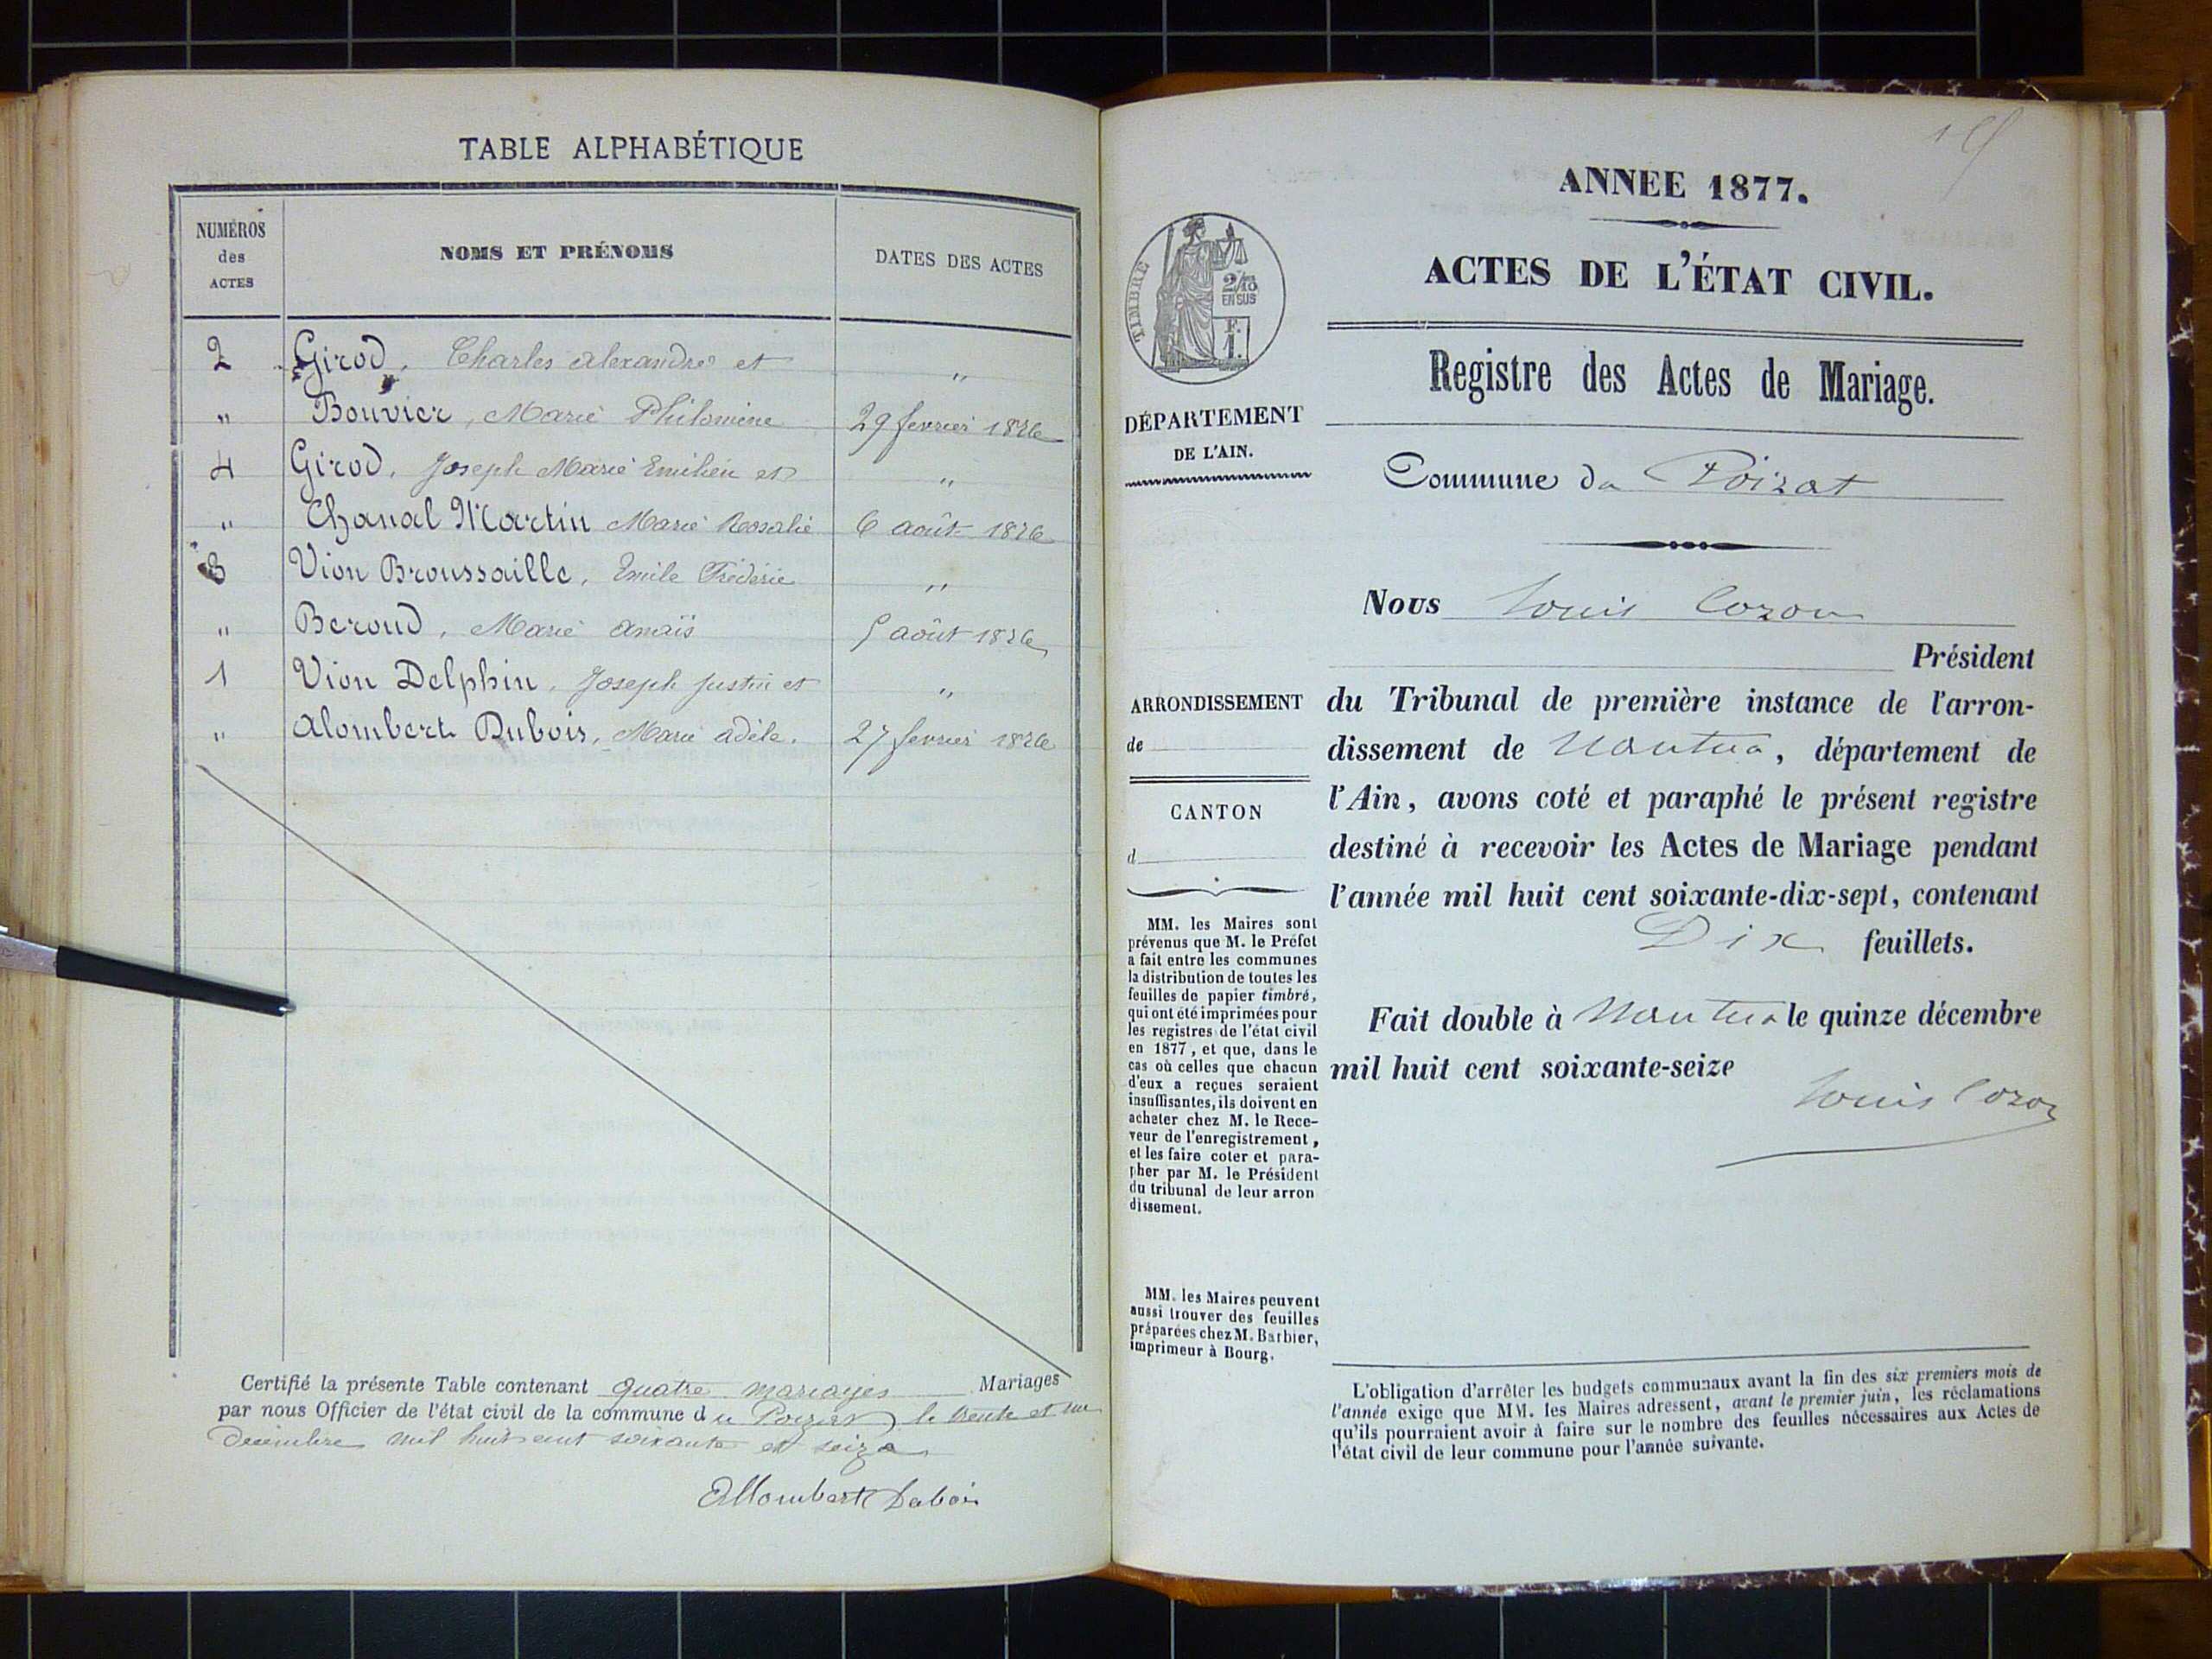 TABLE ALPHABÉTIQUE
NUMÉROS
des
ACTES
NOMS ET PRÉNOMS
DATES DES ACTES
2 Girod, Charles alexandre et "
" Bouvier, Marie Philomine 29 fevrier 1876
4 Girod, Joseph Marie Emilien et "
" Chanal Martin Marie Rosalie 6 août 1876
3 Vion Broussaille, Emile Frédéric "
" Beroud, Marie anaïs 5 août 1876
1 Vion Delphin, Joseph Justin et "
" Alombert Dubois, Marie adèle. 27 fevrier 1876
Certifié la présente Table contenant quatre mariages Mariages
par nous Officier de l'état civil de la commune du Poizat le trente et un
Decembre mil huit cent soixante et seize
Allombert Dubois
ANNEE 1877.
ACTES DE L'ÉTAT CIVIL.
Registre des Actes de Mariage.
TIMBRE
2/10
EN SUS
F.
1.
DÉPARTEMENT
DE L'AIN.
Commune du Poizat
Nous Louis Cozon
Président
ARRONDISSEMENT
de
CANTON
d
du Tribunal de première instance de l'arron-
dissement de Nantua, département de
l'Ain, avons coté et paraphé le présent registre
destiné à recevoir les Actes de Mariage pendant
l'année mil huit cent soixante-dix-sept, contenant
Dix feuillets.
Fait double à Nantua le quinze décembre
mil huit cent soixante-seize
Louis Cozon
MM. les Maires sont
prévenus que M. le Préfet
a fait entre les communes
la distribution de toutes les
feuilles de papier timbré,
qui ont été imprimées pour
les registres de l'état civil
en 1877, et que, dans le
cas où celles que chacun
d'eux a reçues seraient
insuffisantes, ils doivent en
acheter chez M. le Rece-
veur de l'enregistrement,
et les faire coter et para-
pher par M. le Président
du tribunal de leur arron
dissement.
MM. les Maires peuvent
aussi trouver des feuilles
préparées chez M. Barbier,
imprimeur à Bourg.
L'obligation d'arrêter les budgets communaux avant la fin des six premiers mois de
l'année exige que MM. les Maires adressent, avant le premier juin, les réclamations
qu'ils pourraient avoir à faire sur le nombre des feuilles nécessaires aux Actes de
l'état civil de leur commune pour l'année suivante.